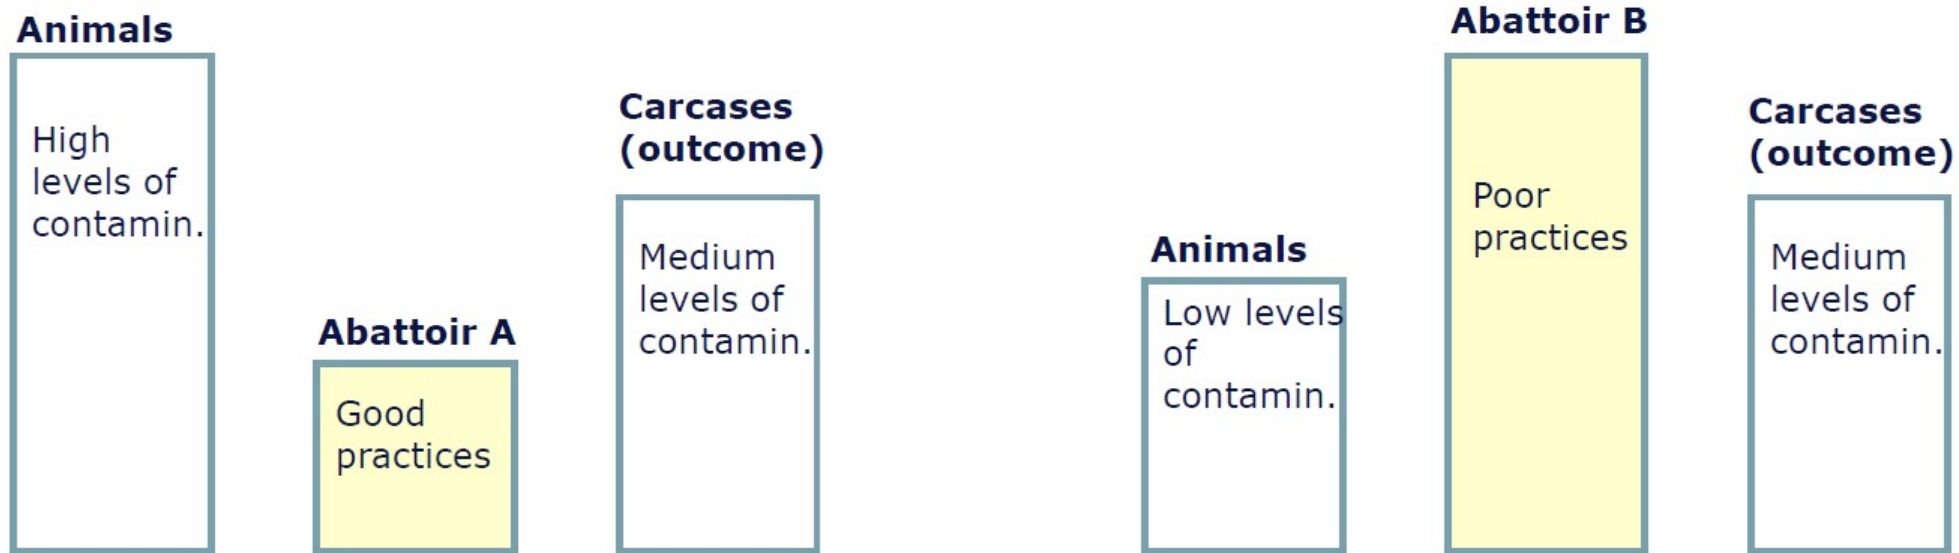 Animals
High
levels of
contamin.
Abattoir A
Good
practices
Carcases
(outcome)
Medium
levels of
contamin.
Animals
Low levels
of
contamin.
Abattoir B
Poor
practices
Carcases
(outcome)
Medium
levels of
contamin.